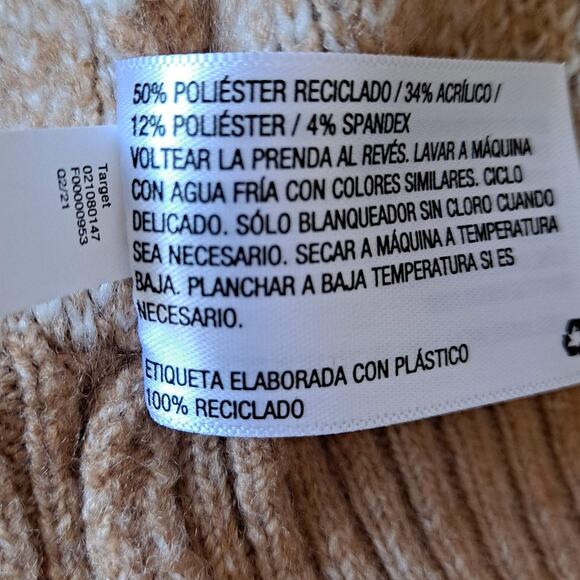 50% POLIÉSTER RECICLADO / 34% ACRÍLICO /
12% POLIÉSTER / 4% SPANDEX
VOLTEAR LA PRENDA AL REVÉS. LAVAR A MÁQUINA
CON AGUA FRÍA CON COLORES SIMILARES. CICLO
DELICADO. SÓLO BLANQUEADOR SIN CLORO CUANDO
SEA NECESARIO. SECAR A MÁQUINA A TEMPERATURA
BAJA. PLANCHAR A BAJA TEMPERATURA SI ES
NECESARIO.
ETIQUETA ELABORADA CON PLÁSTICO
100% RECICLADO
Target
021080147
F00000953
02/21